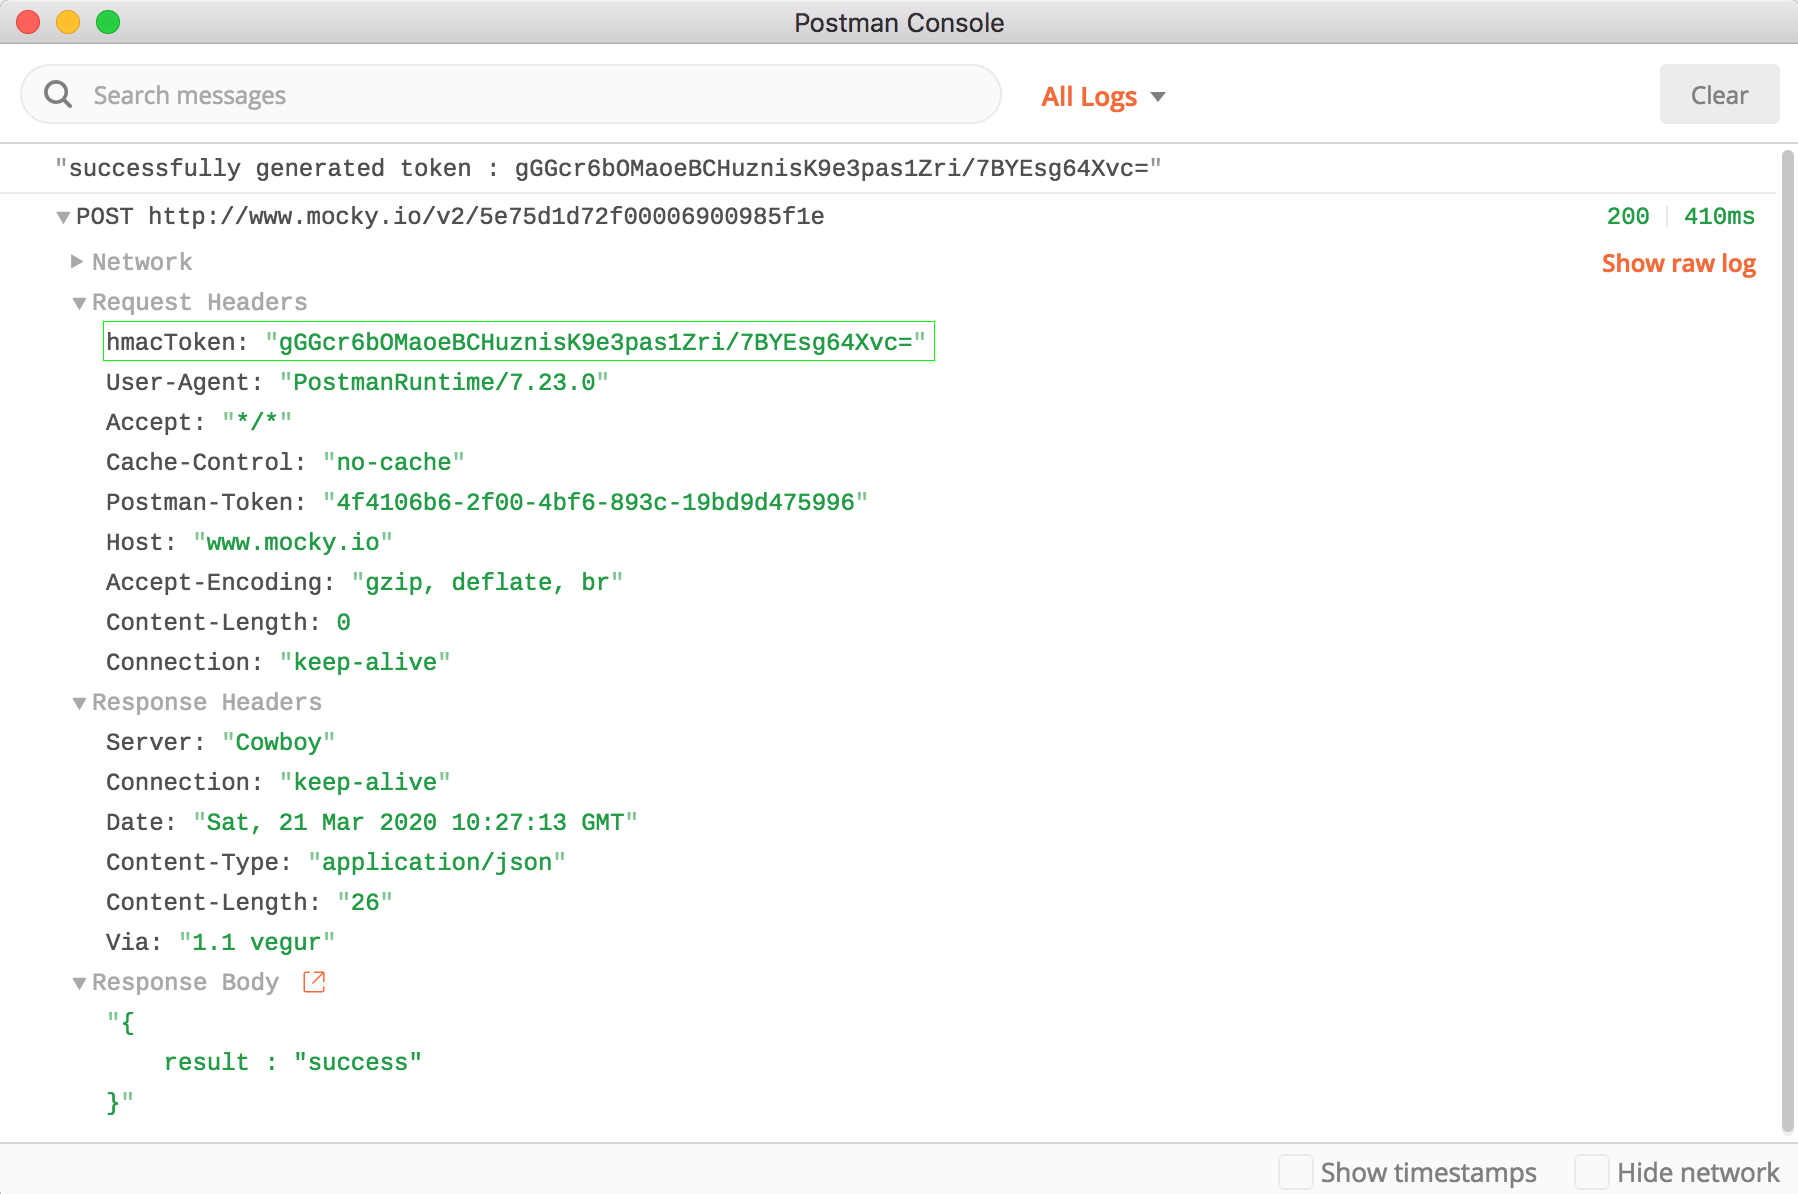 Postman Console
Search messages
All Logs
Clear
"successfully generated token : gGGcr6bOMaoeBCHuznisK9e3pas1Zri/7BYEsg64Xvc="
POST http://www.mocky.io/v2/5e75d1d72f00006900985f1e 200 410ms
Network Show raw log
Request Headers
hmacToken: "gGGcr6bOMaoeBCHuznisK9e3pas1Zri/7BYEsg64Xvc="
User-Agent: "PostmanRuntime/7.23.0"
Accept: "*/*"
Cache-Control: "no-cache"
Postman-Token: "4f4106b6-2f00-4bf6-893c-19bd9d475996"
Host: "www.mocky.io"
Accept-Encoding: "gzip, deflate, br"
Content-Length: 0
Connection: "keep-alive"
Response Headers
Server: "Cowboy"
Connection: "keep-alive"
Date: "Sat, 21 Mar 2020 10:27:13 GMT"
Content-Type: "application/json"
Content-Length: "26"
Via: "1.1 vegur"
Response Body
"{
result : "success"
}"
Show timestamps Hide network